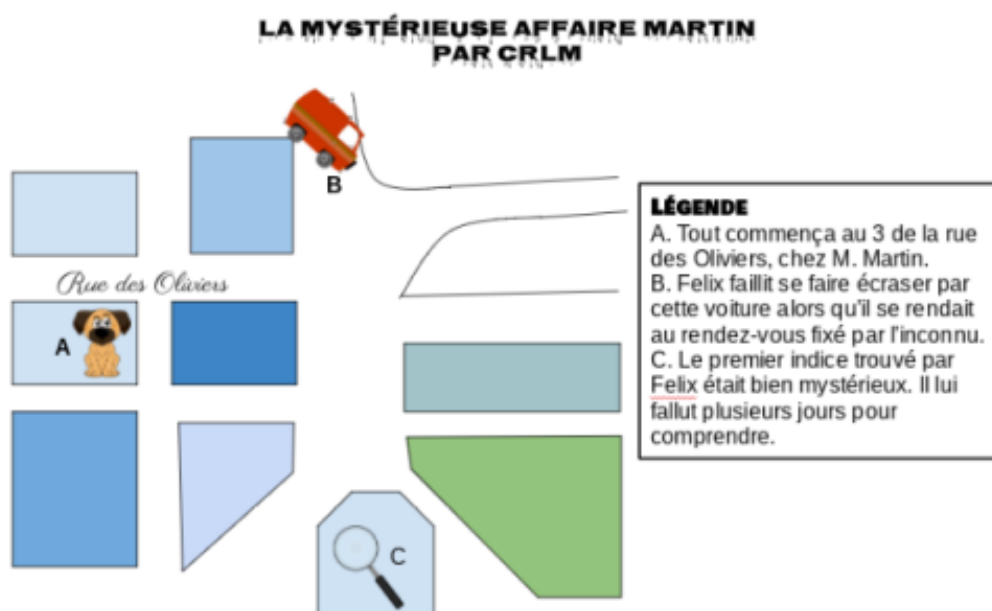 LA MYSTÉRIEUSE AFFAIRE MARTIN
PAR CRLM
B
Rue des Oliviers
A
C
LÉGENDE
A. Tout commença au 3 de la rue
des Oliviers, chez M. Martin.
B. Felix faillit se faire écraser par
cette voiture alors qu'il se rendait
au rendez-vous fixé par l'inconnu.
C. Le premier indice trouvé par
Felix était bien mystérieux. Il lui
fallut plusieurs jours pour
comprendre.